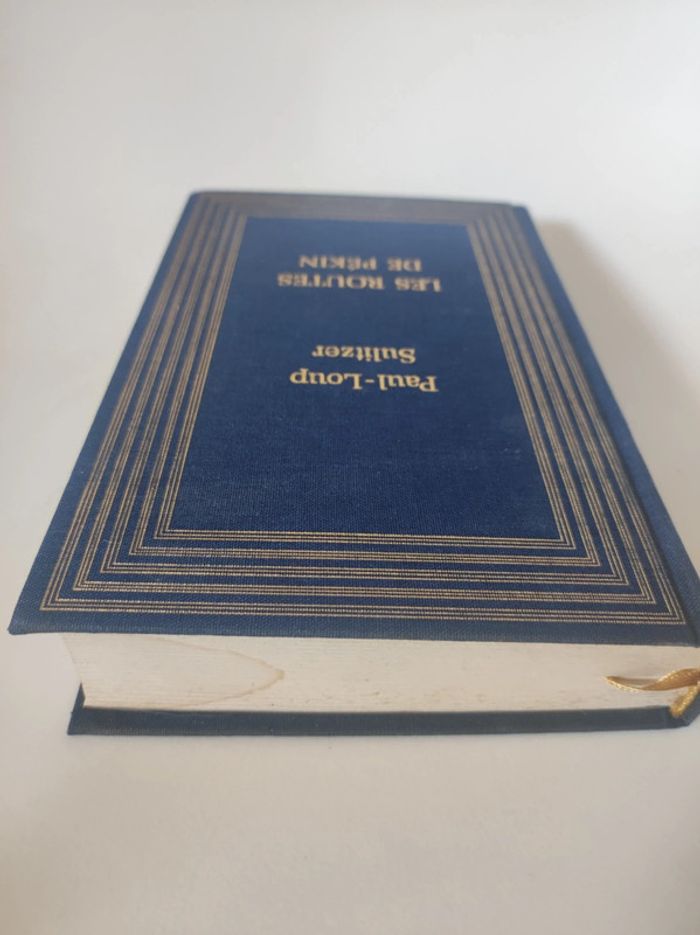 Paul-Loup
Sulitzer
LES ROUTES
DE PÉKIN